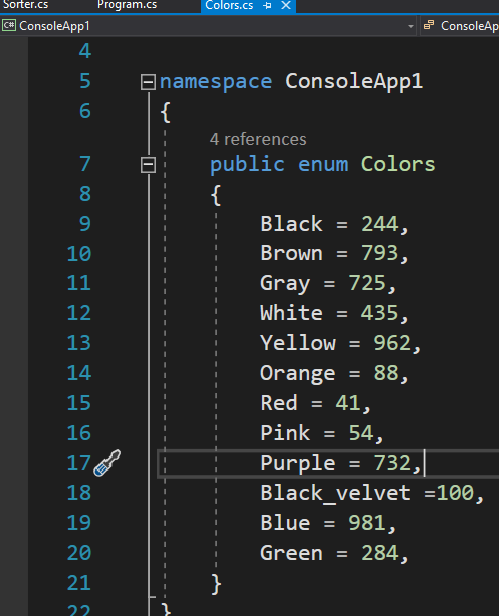 Sorter.cs Program.cs Colors.cs
C# ConsoleApp1 ConsoleAp
4
5 namespace ConsoleApp1
6 {
4 references
7 public enum Colors
8 {
9 Black = 244,
10 Brown = 793,
11 Gray = 725,
12 White = 435,
13 Yellow = 962,
14 Orange = 88,
15 Red = 41,
16 Pink = 54,
17 Purple = 732,
18 Black_velvet =100,
19 Blue = 981,
20 Green = 284,
21 }
22 }